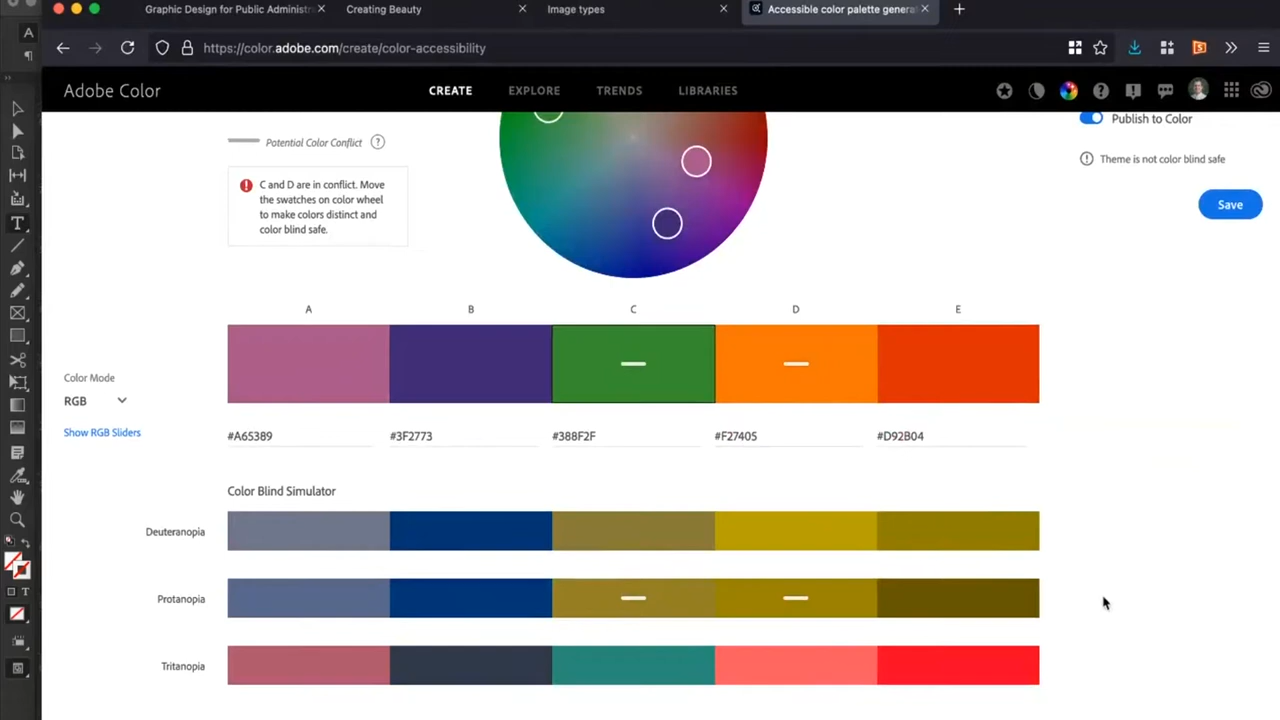 Graphic Design for Public Administr
Creating Beauty
Image types
Accessible color palette genera
https://color.adobe.com/create/color-accessibility
Adobe Color
CREATE
EXPLORE
TRENDS
LIBRARIES
Potential Color Conflict
Publish to Color
C and D are in conflict. Move
the swatches on color wheel
to make colors distinct and
color blind safe.
Theme is not color blind safe
Save
A
B
C
D
E
Color Mode
RGB
Show RGB Sliders
#A65389
#3F2773
#388F2F
#F27405
#D92B04
Color Blind Simulator
Deuteranopia
Protanopia
Tritanopia